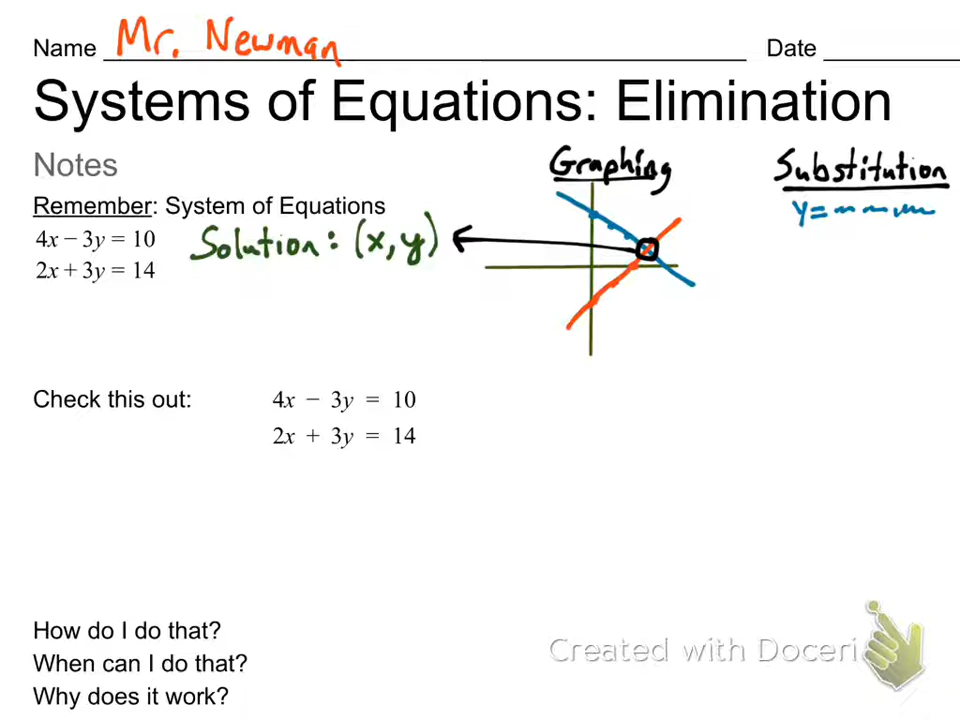 Name Mr. Newman Date
Systems of Equations: Elimination
Notes
Graphing
Substitution
Remember: System of Equations
y=
4x − 3y = 10
Solution: (x, y)
2x + 3y = 14
Check this out: 4x − 3y = 10
2x + 3y = 14
How do I do that?
When can I do that?
Why does it work?
Created with Doceri